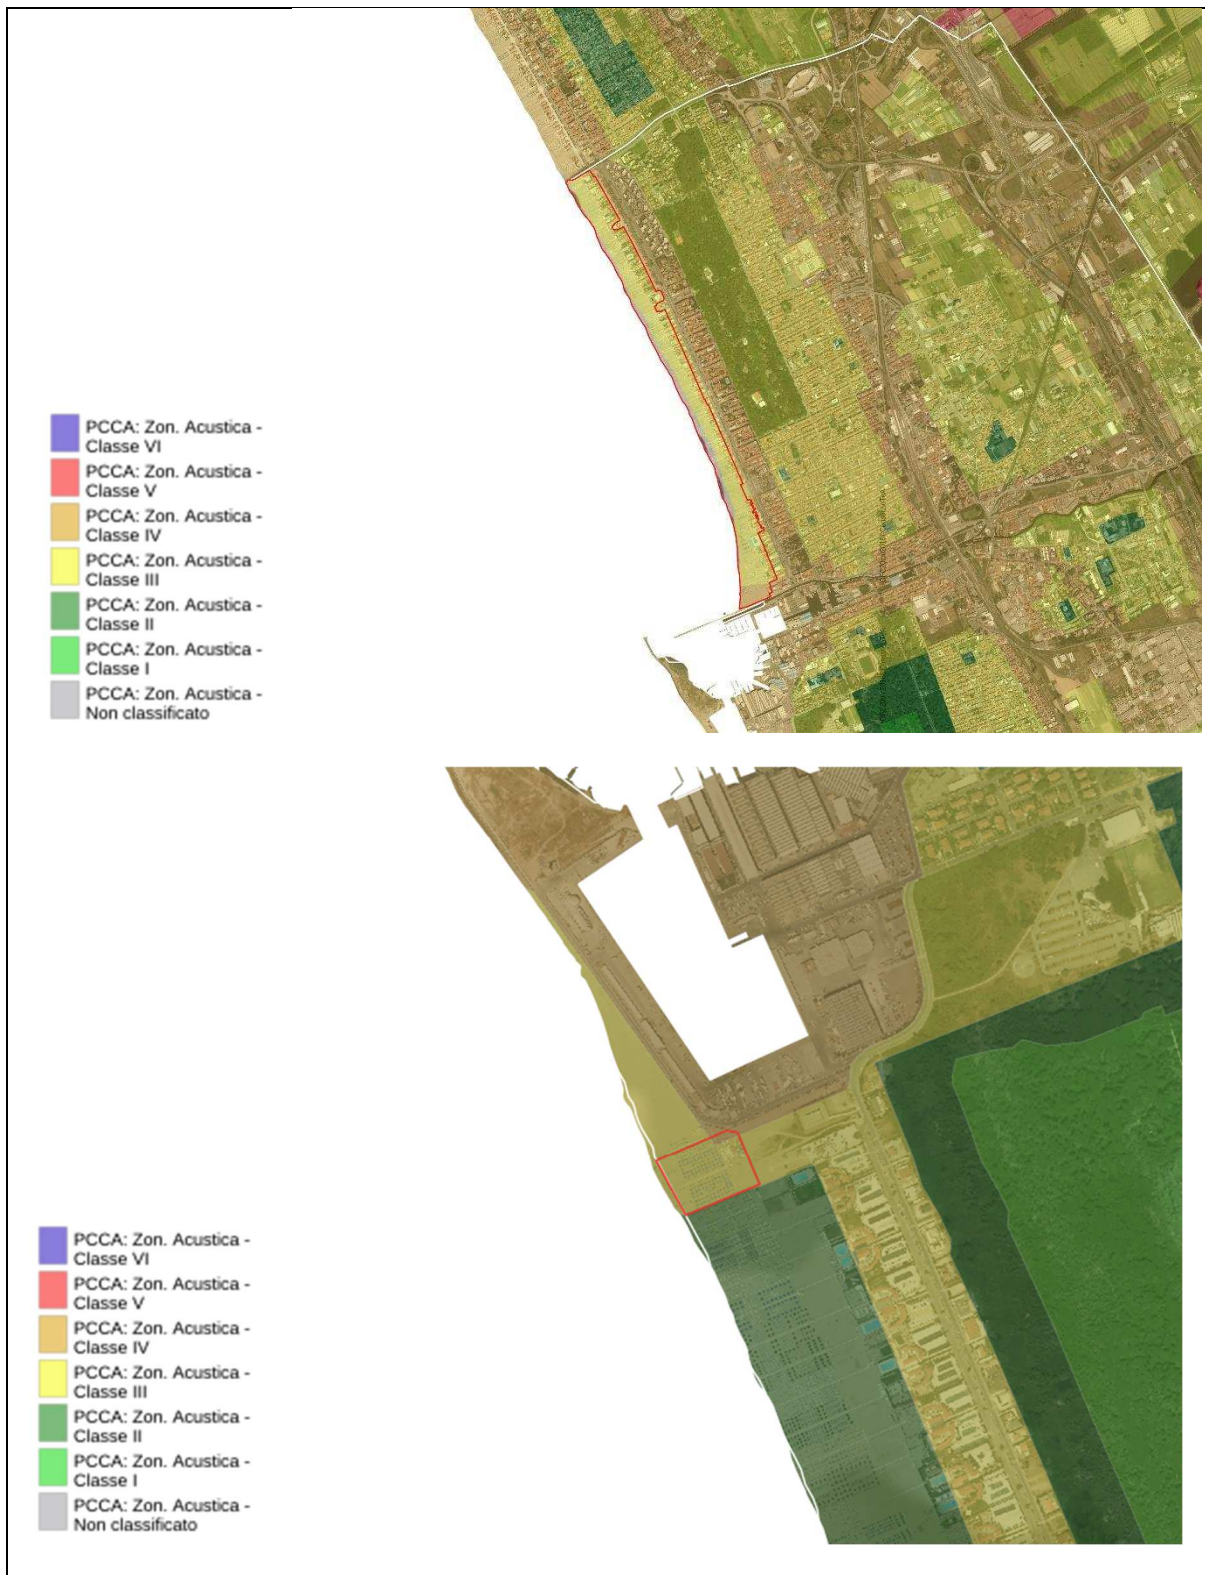 PCCA: Zon. Acustica -
Classe VI
PCCA: Zon. Acustica -
Classe V
PCCA: Zon. Acustica -
Classe IV
PCCA: Zon. Acustica -
Classe III
PCCA: Zon. Acustica -
Classe II
PCCA: Zon. Acustica -
Classe I
PCCA: Zon. Acustica -
Non classificato
PCCA: Zon. Acustica -
Classe VI
PCCA: Zon. Acustica -
Classe V
PCCA: Zon. Acustica -
Classe IV
PCCA: Zon. Acustica -
Classe III
PCCA: Zon. Acustica -
Classe II
PCCA: Zon. Acustica -
Classe I
PCCA: Zon. Acustica -
Non classificato